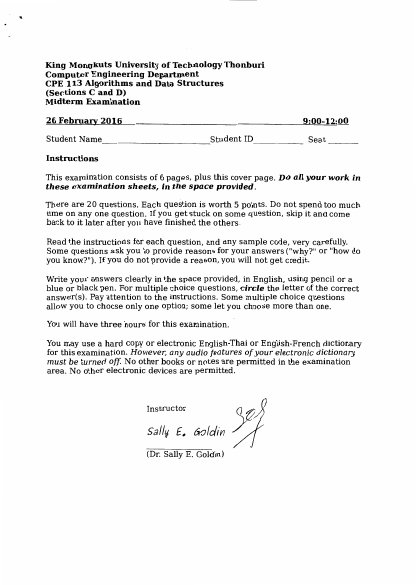 King Mongkuts University of Technology Thonburi
Computer Engineering Department
CPE 113 Algorithms and Data Structures
(Sections C and D)
Midterm Examination
26 February 2016 9:00-12:00
Student Name Student ID Seat
Instructions
This examination consists of 6 pages, plus this cover page. Do all your work in
these examination sheets, in the space provided.
There are 20 questions. Each question is worth 5 points. Do not spend too much
time on any one question. If you get stuck on some question, skip it and come
back to it later after you have finished the others.
Read the instructions for each question, and any sample code, very carefully.
Some questions ask you to provide reasons for your answers ("why?" or "how do
you know?"). If you do not provide a reason, you will not get credit.
Write your answers clearly in the space provided, in English, using pencil or a
blue or black pen. For multiple choice questions, circle the letter of the correct
answer(s). Pay attention to the instructions. Some multiple choice questions
allow you to choose only one option; some let you choose more than one.
You will have three hours for this examination.
You may use a hard copy or electronic English-Thai or English-French dictionary
for this examination. However, any audio features of your electronic dictionary
must be turned off. No other books or notes are permitted in the examination
area. No other electronic devices are permitted.
Instructor
Sally E. Goldin
(Dr. Sally E. Goldin)